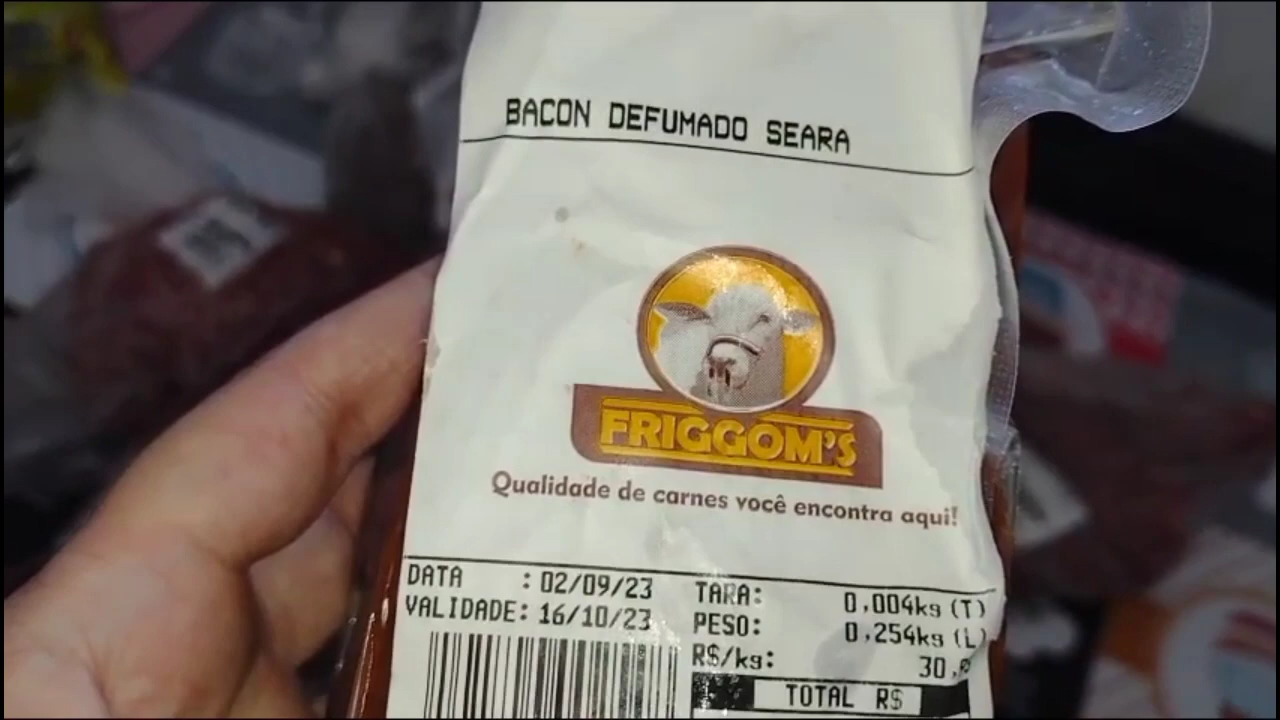 BACON DEFUMADO SEARA
FRIGGOM'S
Qualidade de carnes você encontra aqui!
DATA : 02/09/23
VALIDADE: 16/10/23
TARA: 0,004kg (T)
PESO: 0,254kg (L)
R$/kg: 30,
TOTAL R$